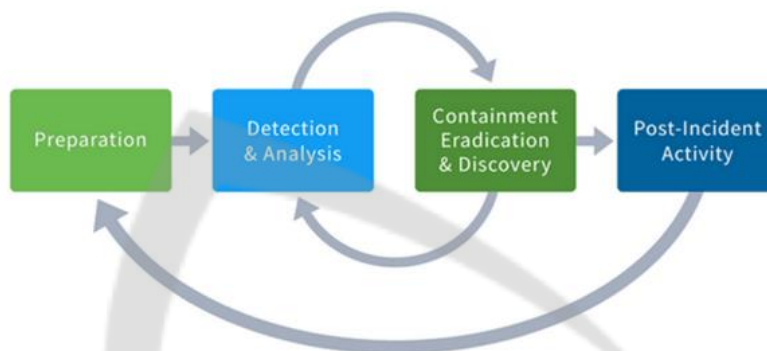 Preparation
Detection
& Analysis
Containment
Eradication
& Discovery
Post-Incident
Activity